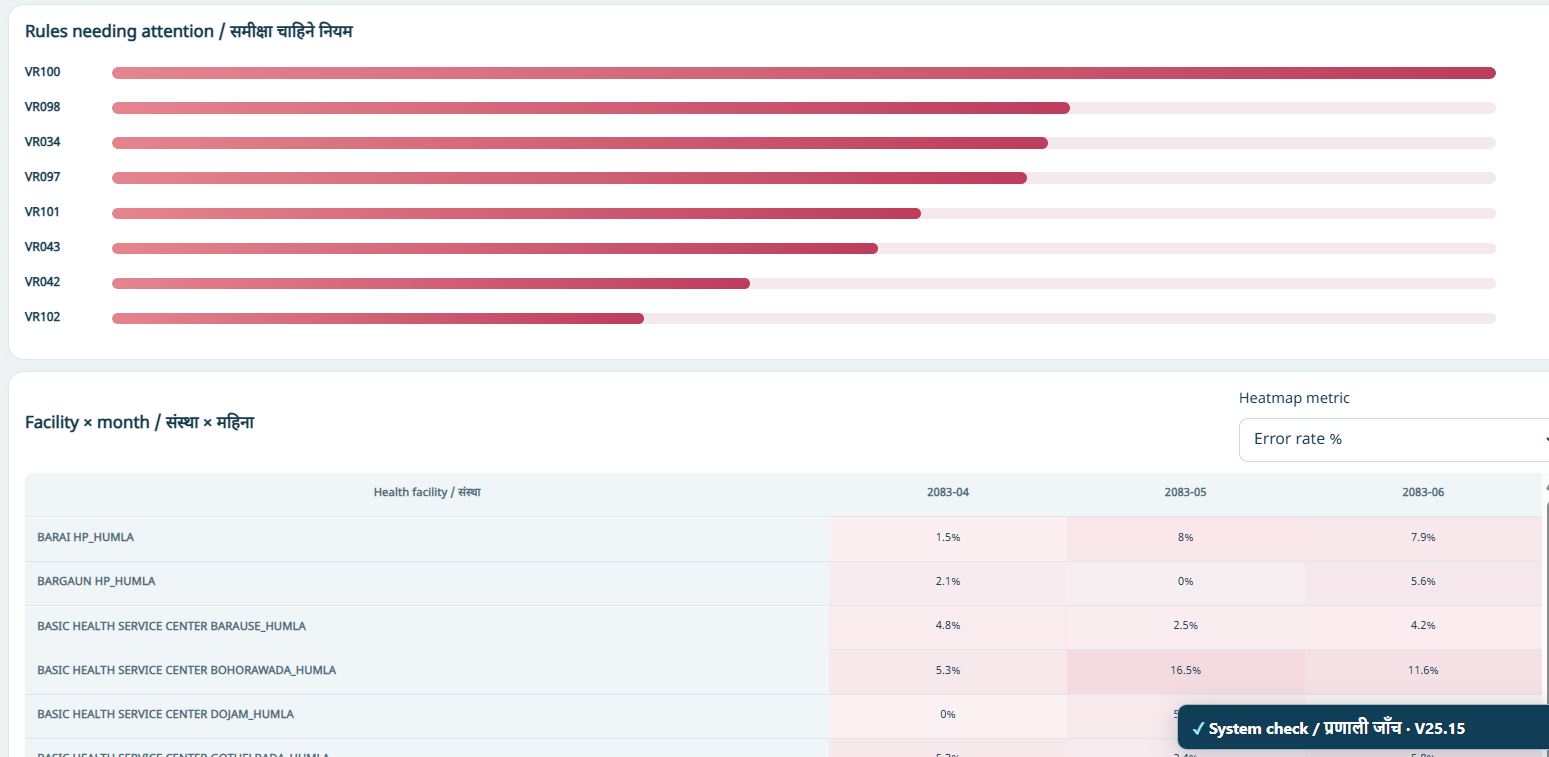 Rules needing attention / समीक्षा चाहिने नियम
VR100
VR098
VR034
VR097
VR101
VR043
VR042
VR102
Heatmap metric
Facility × month / संस्था × महिना
Error rate %
Health facility / संस्था 2083-04 2083-05 2083-06
BARAI HP_HUMLA 1.5% 8% 7.9%
BARGAUN HP_HUMLA 2.1% 0% 5.6%
BASIC HEALTH SERVICE CENTER BARAUSE_HUMLA 4.8% 2.5% 4.2%
BASIC HEALTH SERVICE CENTER BOHORAWADA_HUMLA 5.3% 16.5% 11.6%
BASIC HEALTH SERVICE CENTER DOJAM_HUMLA 0%
✓ System check / प्रणाली जाँच · V25.15